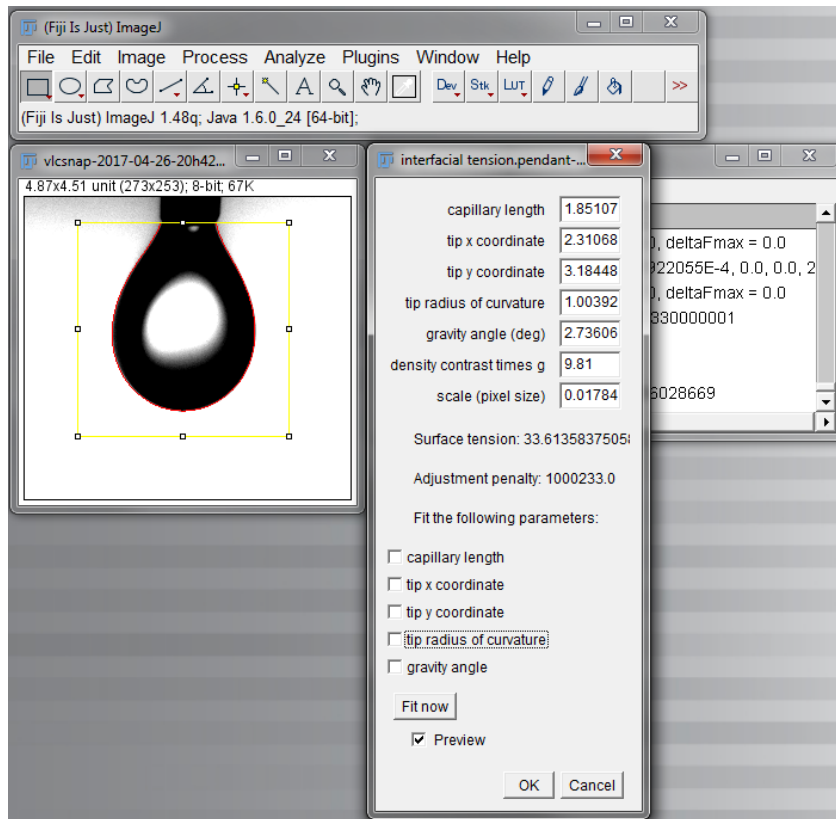 (Fiji Is Just) ImageJ
File Edit Image Process Analyze Plugins Window Help
A Dev Stk LUT >>
(Fiji Is Just) ImageJ 1.48q; Java 1.6.0_24 [64-bit];
vlcsnap-2017-04-26-20h42...
4.87x4.51 unit (273x253); 8-bit; 67K
interfacial tension.pendant-...
capillary length 1.85107
tip x coordinate 2.31068
tip y coordinate 3.18448
tip radius of curvature 1.00392
gravity angle (deg) 2.73606
density contrast times g 9.81
scale (pixel size) 0.01784
Surface tension: 33.6135837505
Adjustment penalty: 1000233.0
Fit the following parameters:
capillary length
tip x coordinate
tip y coordinate
tip radius of curvature
gravity angle
Fit now
Preview
OK Cancel
, deltaFmax = 0.0
922055E-4, 0.0, 0.0, 2
, deltaFmax = 0.0
330000001
6028669